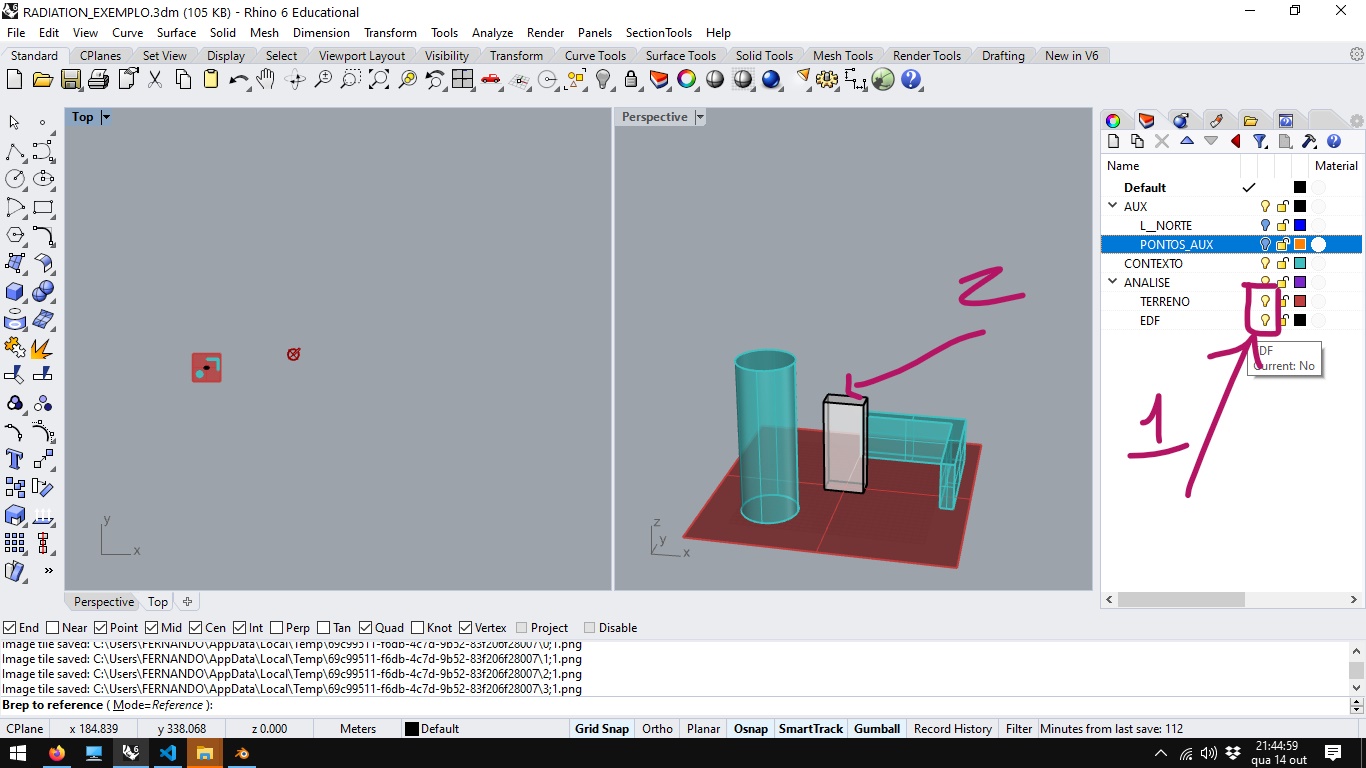 RADIATION_EXEMPLO.3dm (105 KB) - Rhino 6 Educational
File Edit View Curve Surface Solid Mesh Dimension Transform Tools Analyze Render Panels SectionTools Help
Standard CPlanes Set View Display Select Viewport Layout Visibility Transform Curve Tools Surface Tools Solid Tools Mesh Tools Render Tools Drafting New in V6
Top
Perspective
Name Material
Default
AUX
L__NORTE
PONTOS_AUX
CONTEXTO
ANALISE
TERRENO
EDF
DF
Current: No
2
1
y
x
z
y
x
Perspective Top
End Near Point Mid Cen Int Perp Tan Quad Knot Vertex Project Disable
Image tile saved: C:\Users\FERNANDO\AppData\Local\Temp\69c99511-f6db-4c7d-9b52-83f206f28007\0;1.png
Image tile saved: C:\Users\FERNANDO\AppData\Local\Temp\69c99511-f6db-4c7d-9b52-83f206f28007\1;1.png
Image tile saved: C:\Users\FERNANDO\AppData\Local\Temp\69c99511-f6db-4c7d-9b52-83f206f28007\2;1.png
Image tile saved: C:\Users\FERNANDO\AppData\Local\Temp\69c99511-f6db-4c7d-9b52-83f206f28007\3;1.png
Brep to reference ( Mode=Reference ):
CPlane x 184.839 y 338.068 z 0.000 Meters Default Grid Snap Ortho Planar Osnap SmartTrack Gumball Record History Filter Minutes from last save: 112
21:44:59
qua 14 out